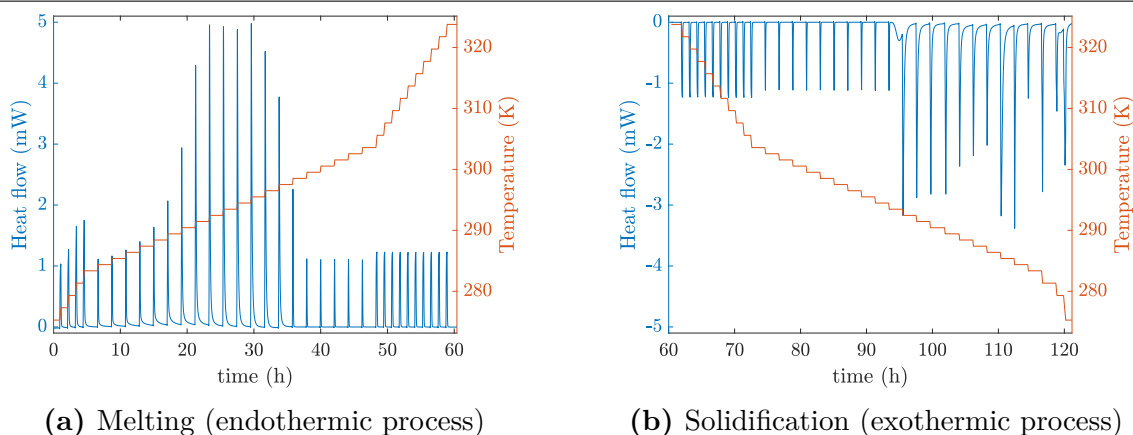 5
4
3
2
1
0
Heat flow (mW)
320
310
300
290
280
Temperature (K)
0 10 20 30 40 50 60
time (h)
(a) Melting (endothermic process)
0
-1
-2
-3
-4
-5
Heat flow (mW)
320
310
300
290
280
Temperature (K)
60 70 80 90 100 110 120
time (h)
(b) Solidification (exothermic process)